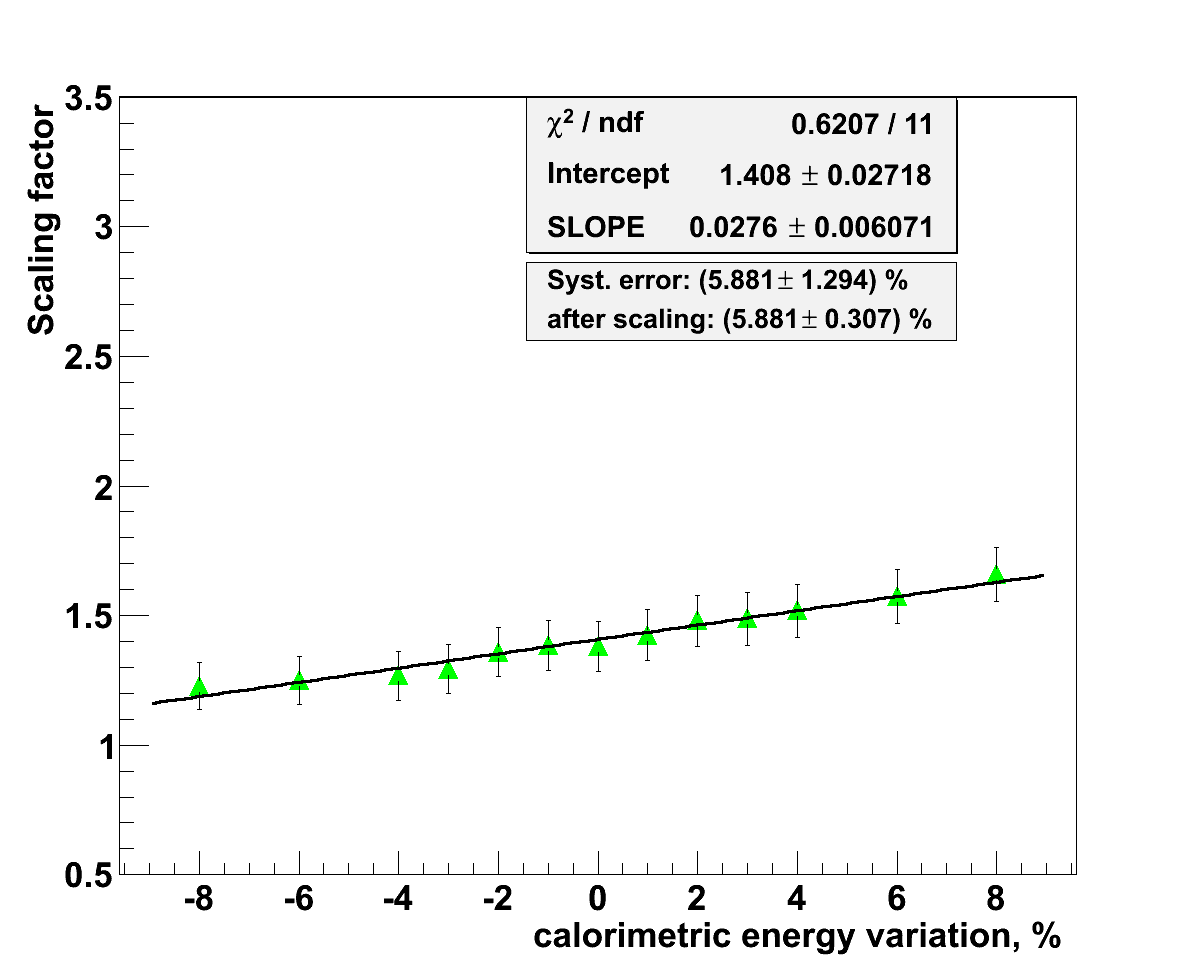 3.5
3
2.5
2
1.5
1
0.5
Scaling factor
χ² / ndf 0.6207 / 11
Intercept 1.408 ± 0.02718
SLOPE 0.0276 ± 0.006071
Syst. error: (5.881± 1.294) %
after scaling: (5.881± 0.307) %
-8 -6 -4 -2 0 2 4 6 8
calorimetric energy variation, %